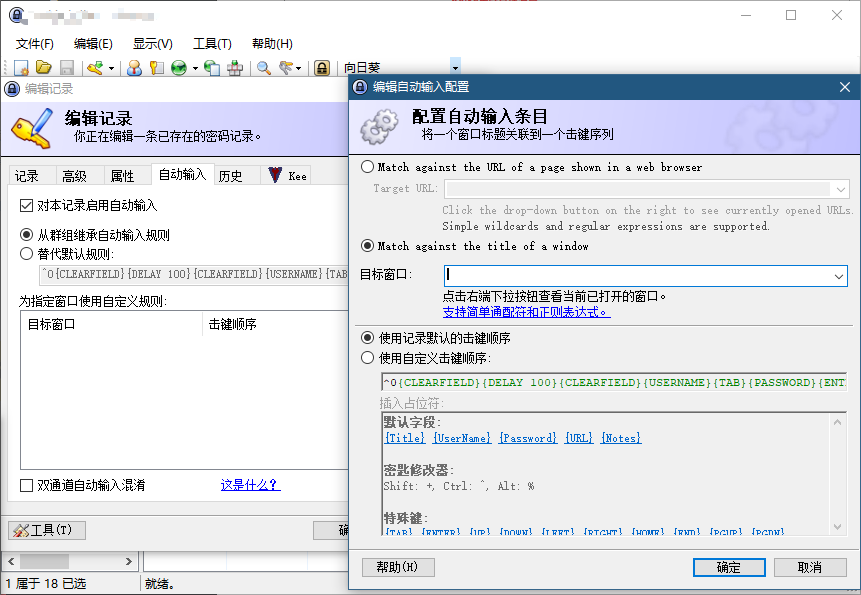 文件(F) 编辑(E) 显示(V) 工具(T) 帮助(H)
向日葵
编辑记录
编辑记录
你正在编辑一条已存在的密码记录。
记录 高级 属性 自动输入 历史 Kee
对本记录启用自动输入
从群组继承自动输入规则
替代默认规则:
^0{CLEARFIELD}{DELAY 100}{CLEARFIELD}{USERNAME}{TAB
为指定窗口使用自定义规则:
目标窗口 击键顺序
双通道自动输入混淆 这是什么?
工具(T)
1 属于 18 已选 就绪。
编辑自动输入配置
配置自动输入条目
将一个窗口标题关联到一个击键序列
Match against the URL of a page shown in a web browser
Target URL:
Click the drop-down button on the right to see currently opened URLs.
Simple wildcards and regular expressions are supported.
Match against the title of a window
目标窗口:
点击右端下拉按钮查看当前已打开的窗口。
支持简单通配符和正则表达式。
使用记录默认的击键顺序
使用自定义击键顺序:
^0{CLEARFIELD}{DELAY 100}{CLEARFIELD}{USERNAME}{TAB}{PASSWORD}{ENT
插入占位符:
默认字段:
{Title} {UserName} {Password} {URL} {Notes}
密匙修改器:
Shift: +, Ctrl: ^, Alt: %
特殊键:
{TAB} {ENTER} {UP} {DOWN} {LEFT} {RIGHT} {HOME} {END} {PGUP} {PGDN}
帮助(H) 确定 取消